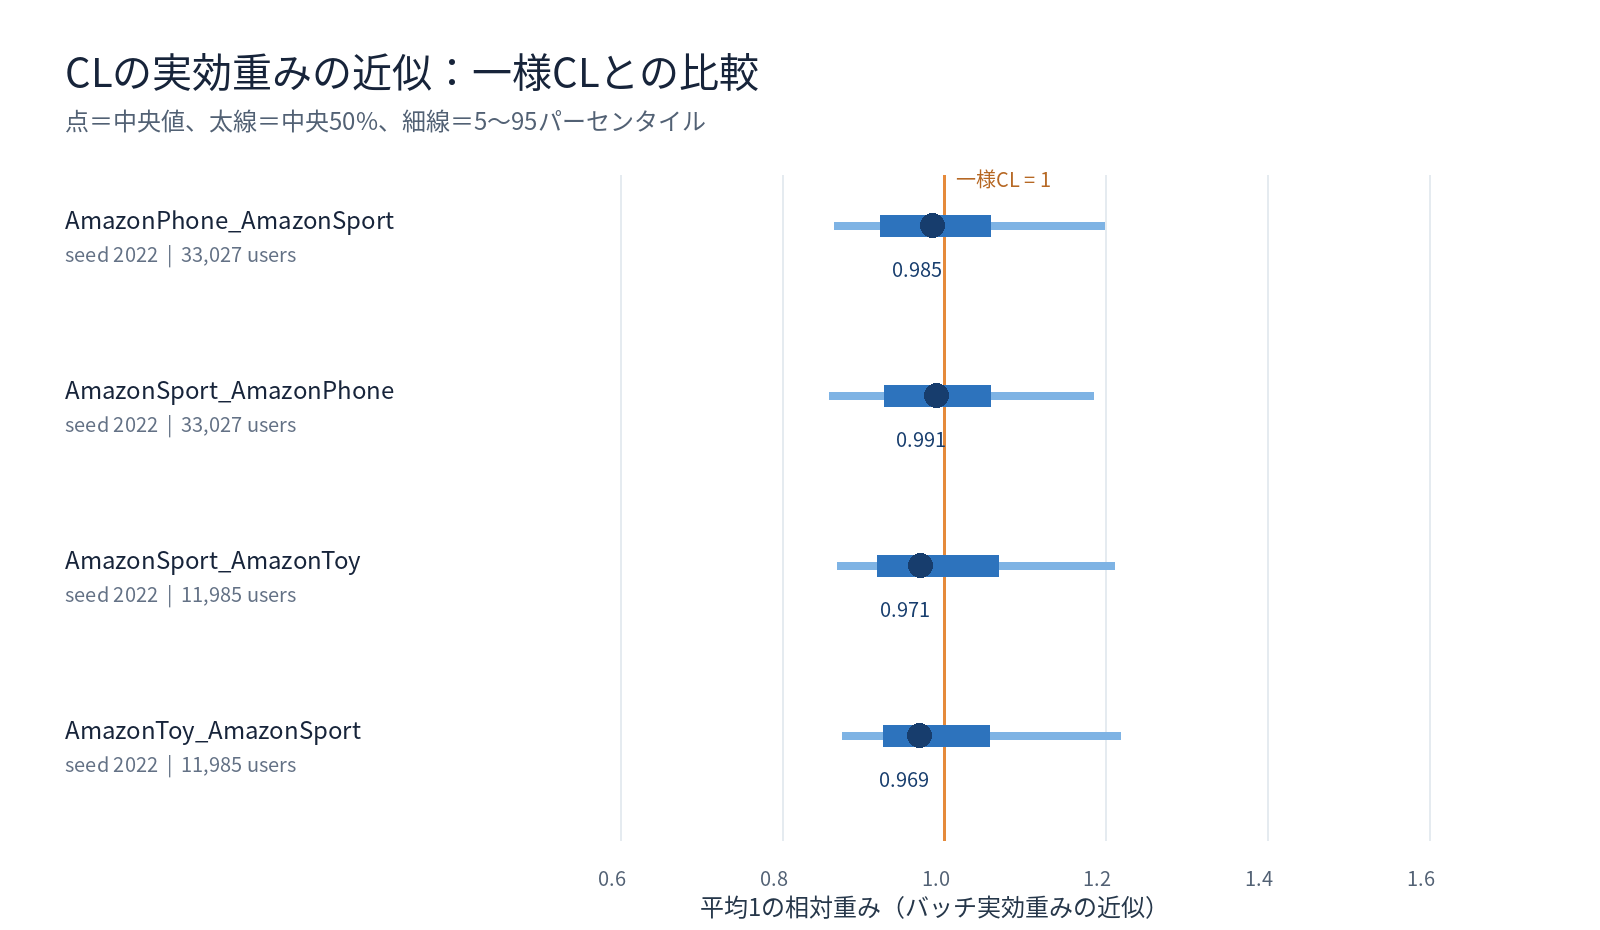 CLの実効重みの近似：一様CLとの比較
点＝中央値、太線＝中央50%、細線＝5〜95パーセンタイル
一様CL = 1
AmazonPhone_AmazonSport
seed 2022 | 33,027 users
0.985
AmazonSport_AmazonPhone
seed 2022 | 33,027 users
0.991
AmazonSport_AmazonToy
seed 2022 | 11,985 users
0.971
AmazonToy_AmazonSport
seed 2022 | 11,985 users
0.969
0.6 0.8 1.0 1.2 1.4 1.6
平均1の相対重み（バッチ実効重みの近似）